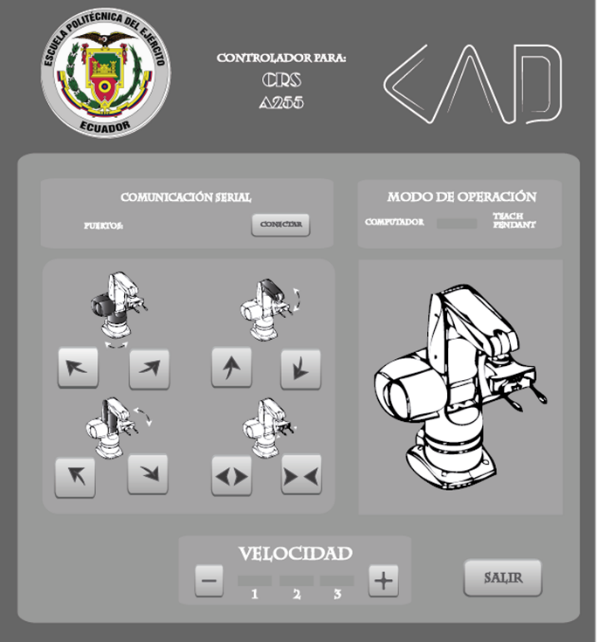 ESCUELA POLITÉCNICA DEL EJÉRCITO
ECUADOR
CONTROLADOR PARA:
CRS
A255
CAD
COMUNICACIÓN SERIAL
PUERTOS:
CONECTAR
MODO DE OPERACIÓN
COMPUTADOR
TEACH
PENDANT
VELOCIDAD
− +
1 2 3
SALIR